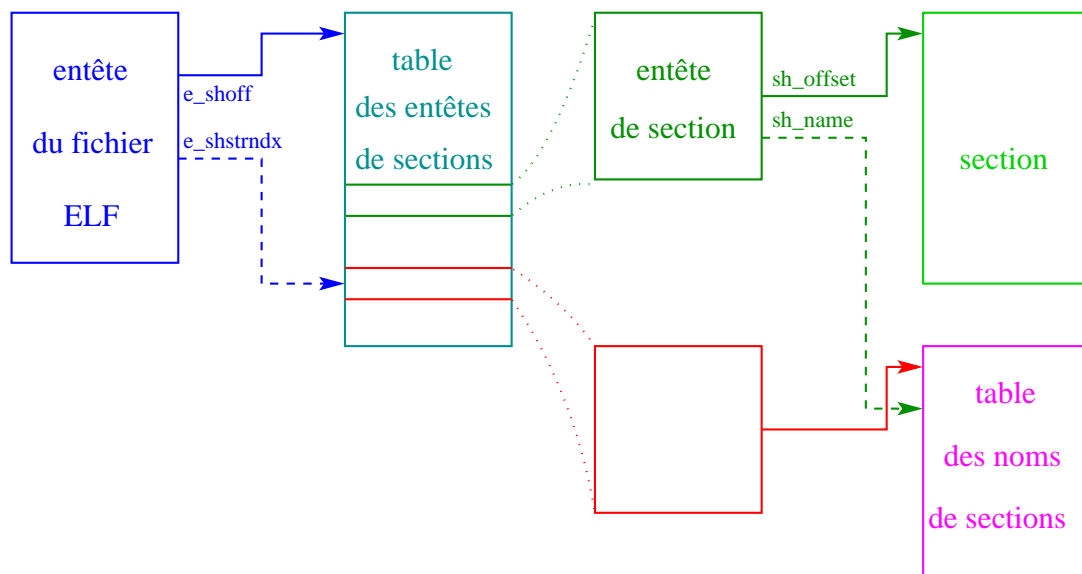 entête
du fichier
ELF
e_shoff
e_shstrndx
table
des entêtes
de sections
entête
de section
sh_offset
sh_name
section
table
des noms
de sections